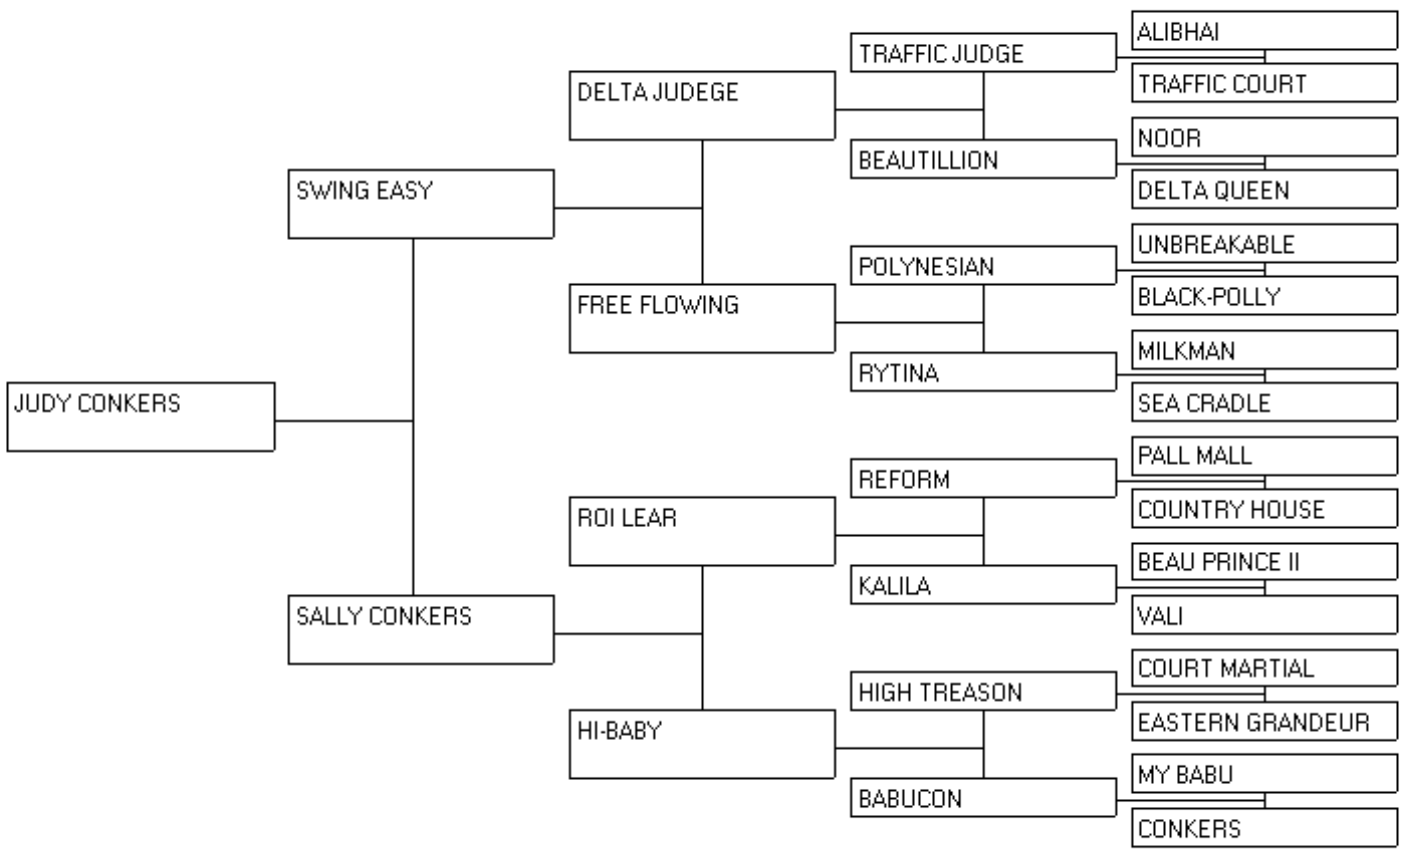 ALIBHAI
TRAFFIC JUDGE
TRAFFIC COURT
DELTA JUDEGE
NOOR
BEAUTILLION
DELTA QUEEN
SWING EASY
UNBREAKABLE
POLYNESIAN
BLACK-POLLY
FREE FLOWING
MILKMAN
RYTINA
SEA CRADLE
JUDY CONKERS
PALL MALL
REFORM
COUNTRY HOUSE
ROI LEAR
BEAU PRINCE II
KALILA
VALI
SALLY CONKERS
COURT MARTIAL
HIGH TREASON
EASTERN GRANDEUR
HI-BABY
MY BABU
BABUCON
CONKERS